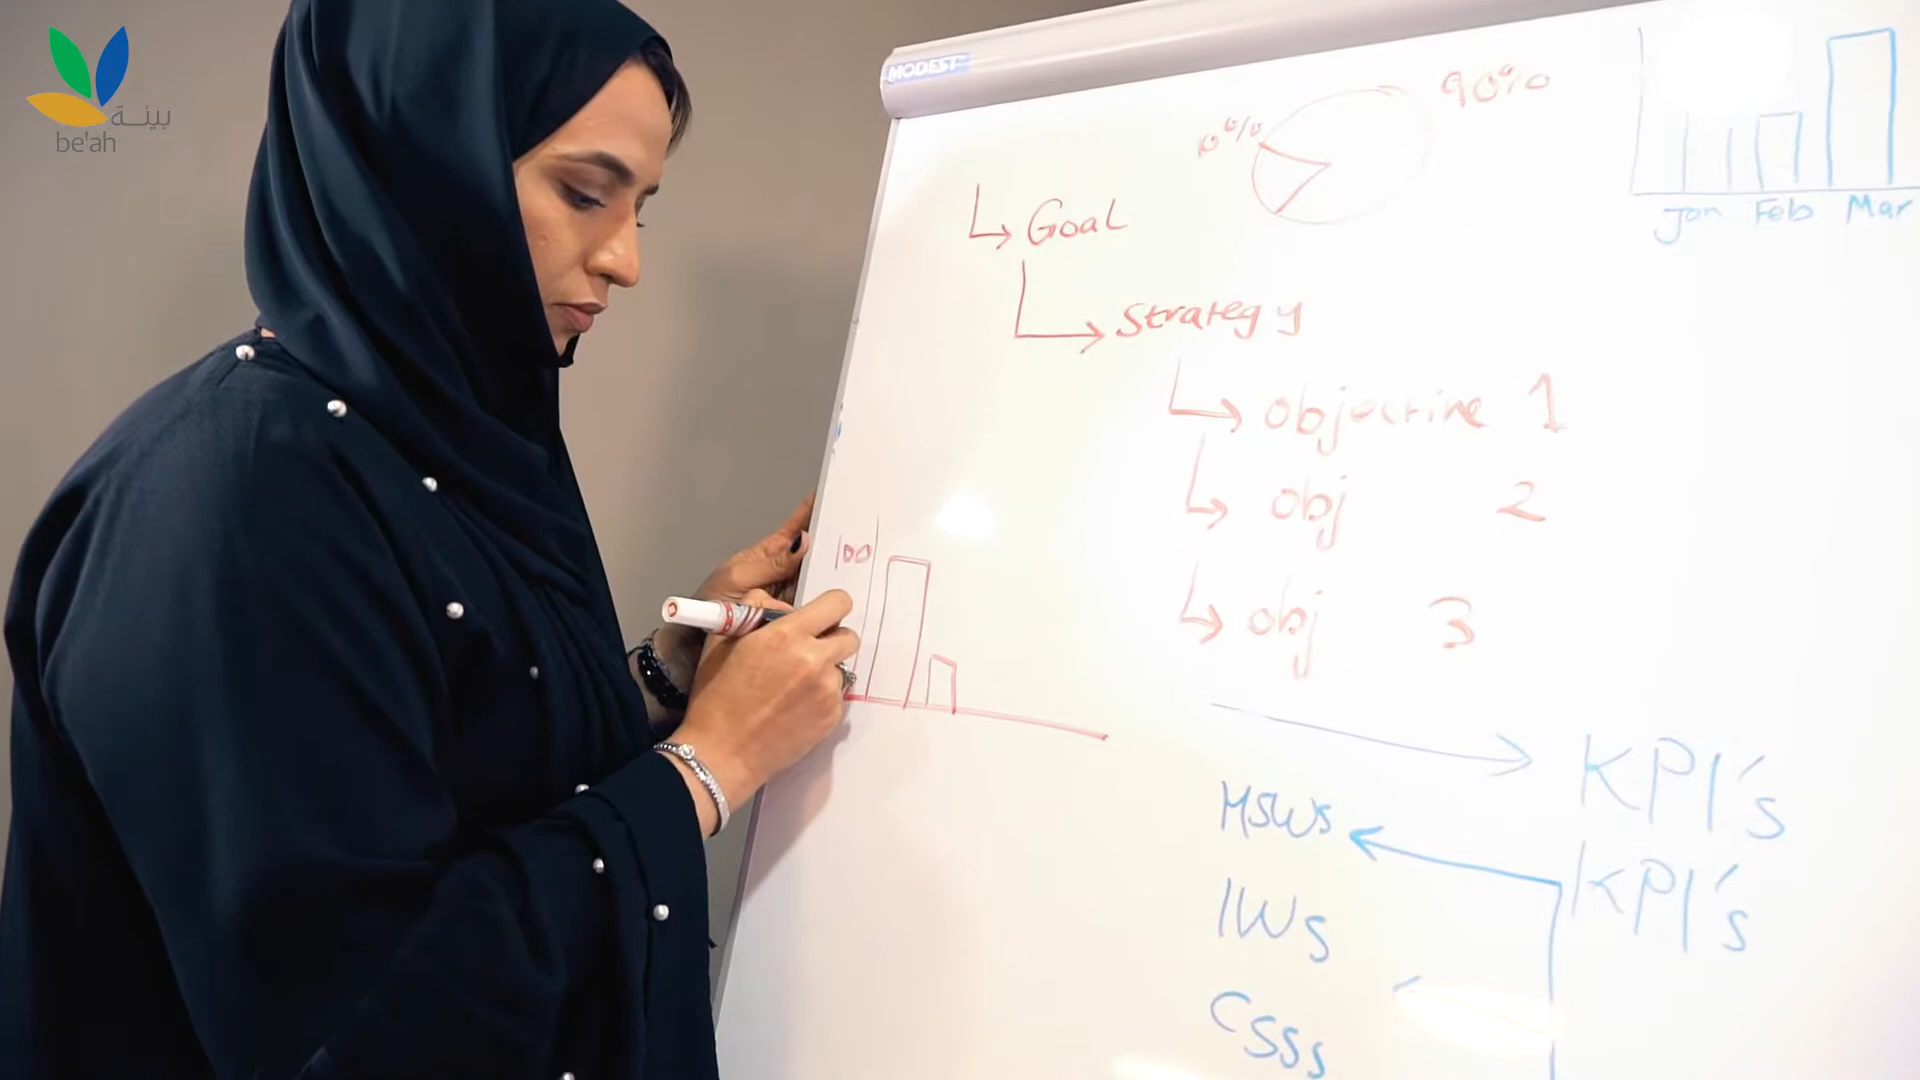 بيئـة
be'ah
MODEST
10%
90%
Jan Feb Mar
Goal
Strategy
objective 1
obj 2
obj 3
100
KPI's
MSWs
KPI's
IWs
CSSs